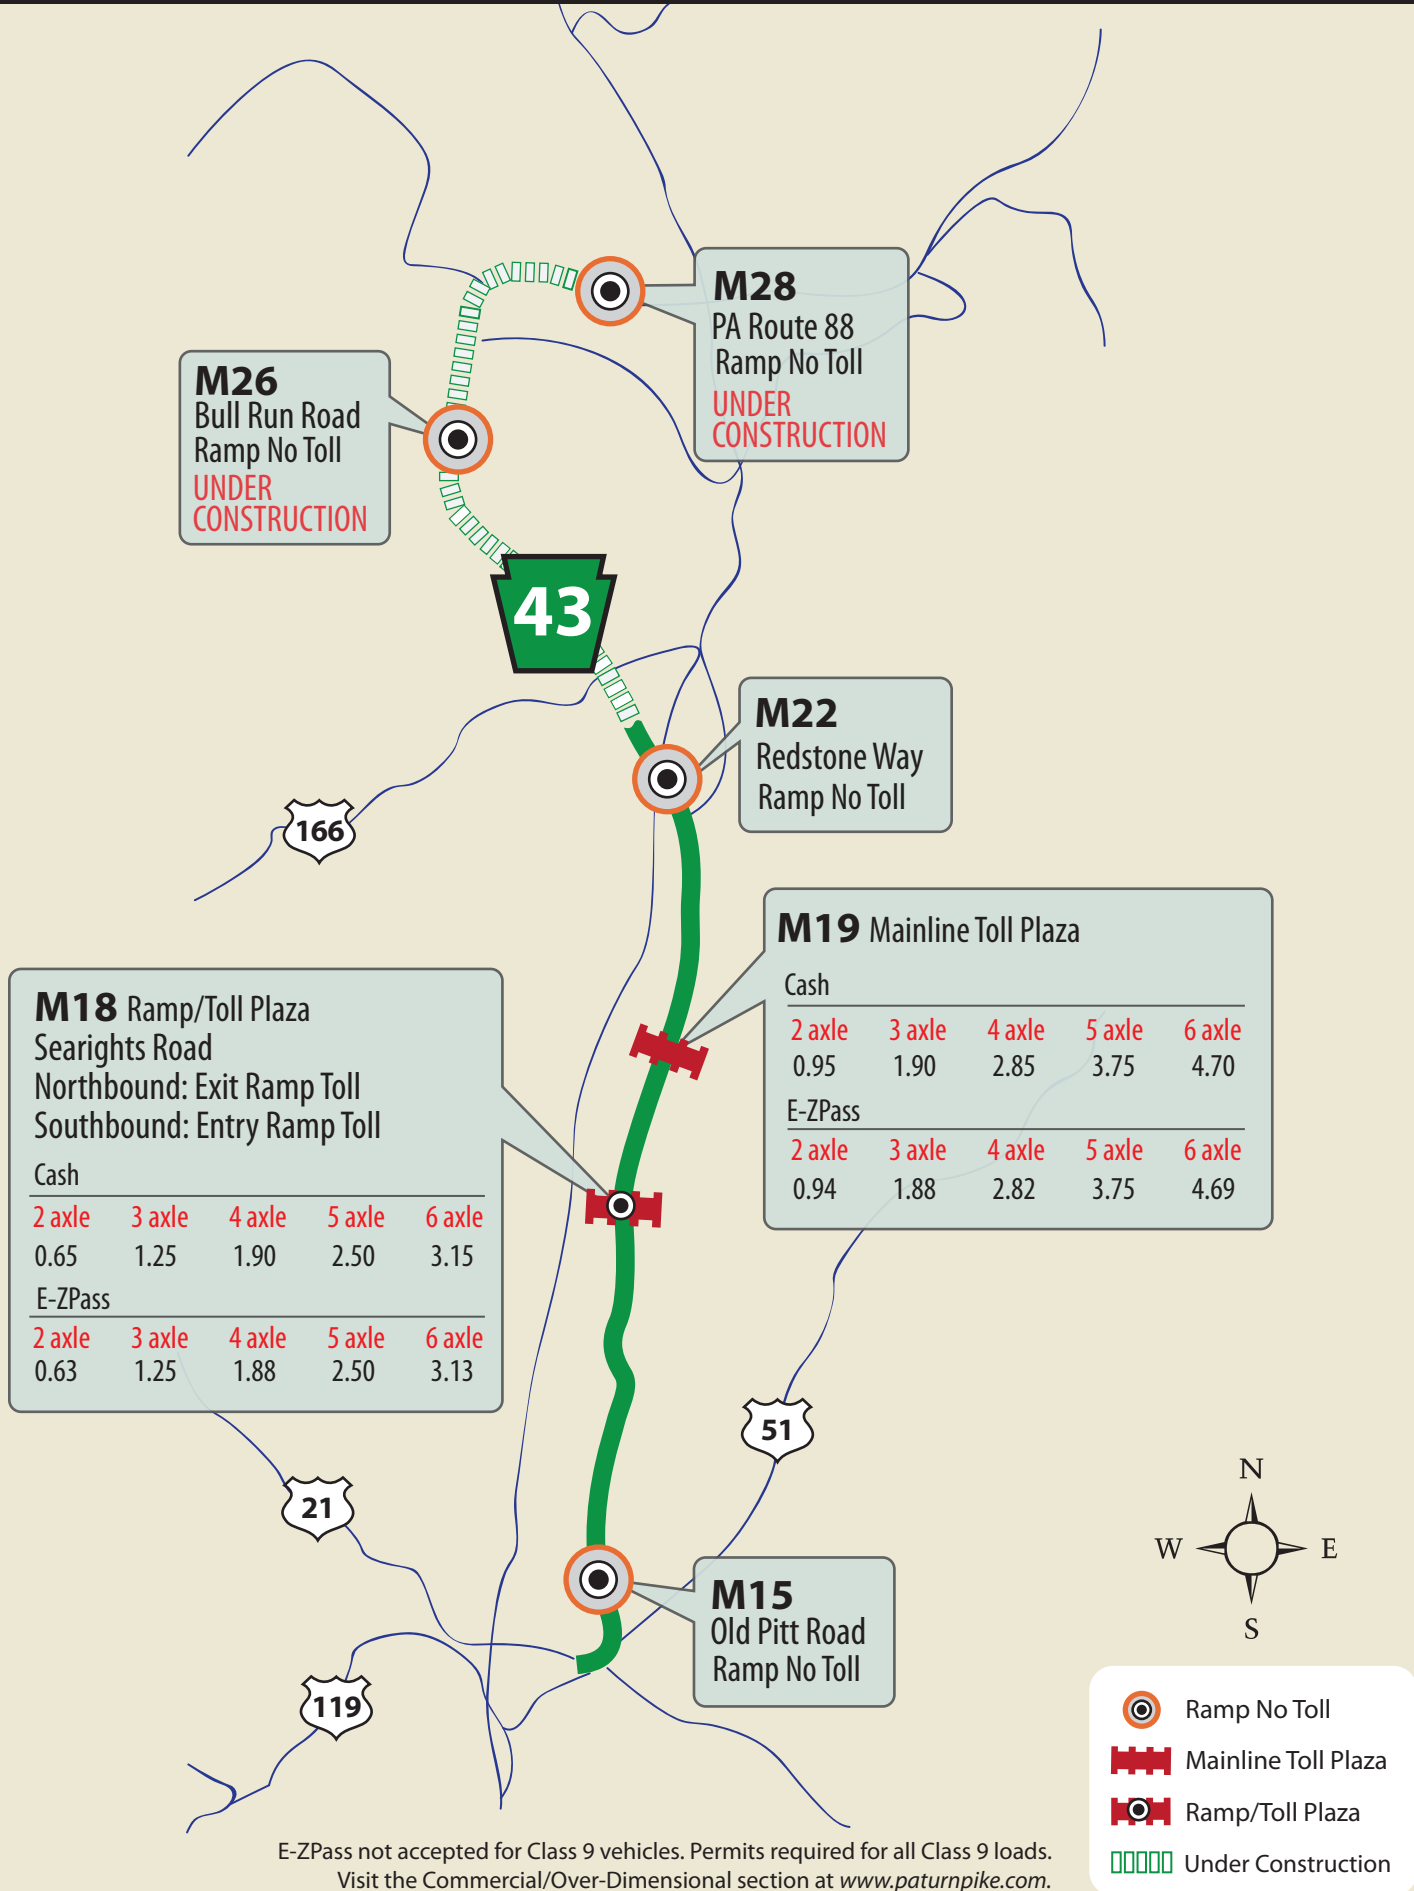 M28
PA Route 88
Ramp No Toll
UNDER
CONSTRUCTION
M26
Bull Run Road
Ramp No Toll
UNDER
CONSTRUCTION
43
M22
Redstone Way
Ramp No Toll
166
M19 Mainline Toll Plaza
Cash
2 axle 3 axle 4 axle 5 axle 6 axle
0.95 1.90 2.85 3.75 4.70
E-ZPass
2 axle 3 axle 4 axle 5 axle 6 axle
0.94 1.88 2.82 3.75 4.69
M18 Ramp/Toll Plaza
Searights Road
Northbound: Exit Ramp Toll
Southbound: Entry Ramp Toll
Cash
2 axle 3 axle 4 axle 5 axle 6 axle
0.65 1.25 1.90 2.50 3.15
E-ZPass
2 axle 3 axle 4 axle 5 axle 6 axle
0.63 1.25 1.88 2.50 3.13
51
21
N
W E
S
M15
Old Pitt Road
Ramp No Toll
119
Ramp No Toll
Mainline Toll Plaza
Ramp/Toll Plaza
Under Construction
E-ZPass not accepted for Class 9 vehicles. Permits required for all Class 9 loads.
Visit the Commercial/Over-Dimensional section at www.paturnpike.com.